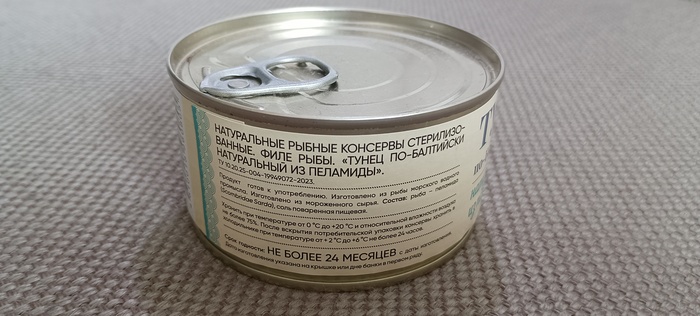 НАТУРАЛЬНЫЕ РЫБНЫЕ КОНСЕРВЫ СТЕРИЛИЗО-
ВАННЫЕ. ФИЛЕ РЫБЫ. «ТУНЕЦ ПО-БАЛТИЙСКИ
НАТУРАЛЬНЫЙ ИЗ ПЕЛАМИДЫ».
ТУ 10.20.25-004-19949072-2023.
Продукт готов к употреблению. Изготовлено из рыбы морского водного
промысла. Изготовлено из мороженого сырья. Состав: рыба – пеламида
(Scombridae Sarda), соль поваренная пищевая.
Хранить при температуре от 0 °С до +20 °С и относительной влажности воздуха
не более 75%. После вскрытия потребительской упаковки консервы хранить в
холодильнике при температуре от +2 °С до +6 °С не более 24 часов.
Срок годности: НЕ БОЛЕЕ 24 МЕСЯЦЕВ с даты изготовления.
Дата изготовления указана на крышке или дне банки в первом ряду.